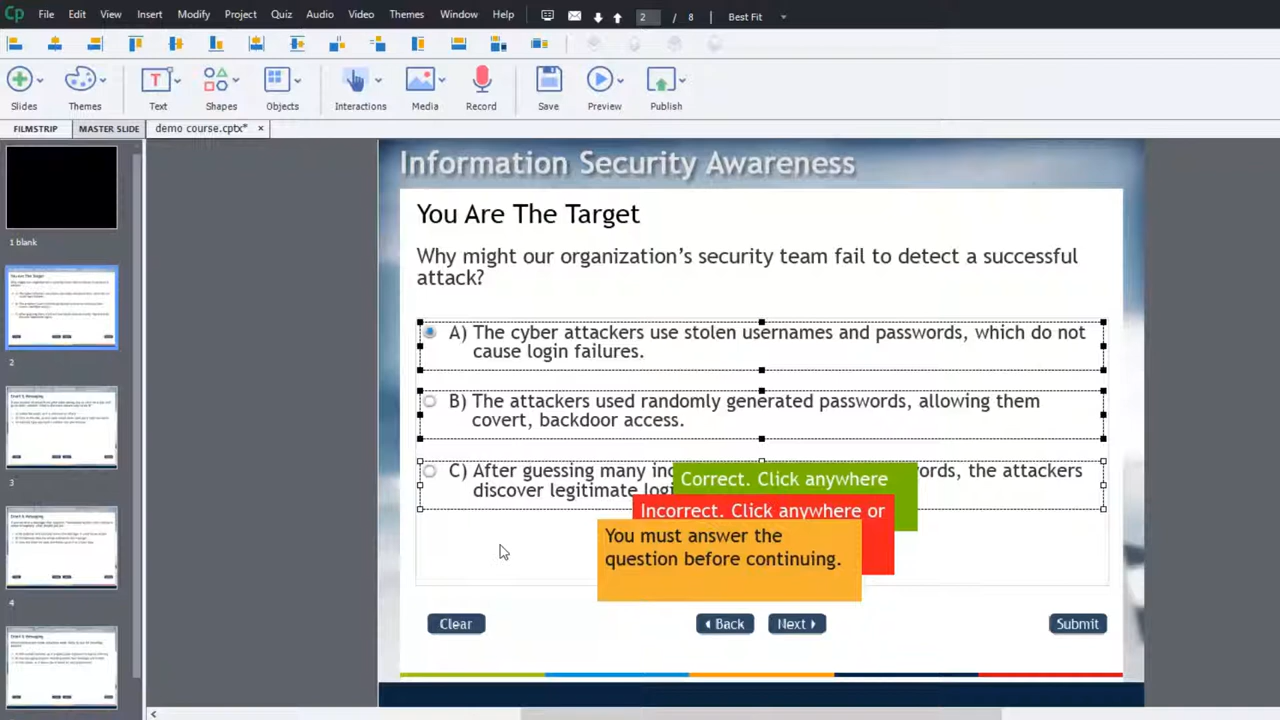 Cp File Edit View Insert Modify Project Quiz Audio Video Themes Window Help 2 / 8 Best Fit
Slides Themes Text Shapes Objects Interactions Media Record Save Preview Publish
FILMSTRIP MASTER SLIDE demo course.cptx* ×
1 blank
2
3
4
Information Security Awareness
You Are The Target
Why might our organization's security team fail to detect a successful
attack?
A) The cyber attackers use stolen usernames and passwords, which do not
cause login failures.
B) The attackers used randomly passwords, allowing them
covert, backdoor access.
C) After guessing many the attackers
discover legitimate
Correct. Click anywhere
Incorrect. Click anywhere or
You must answer the
question before continuing.
Clear Back Next Submit